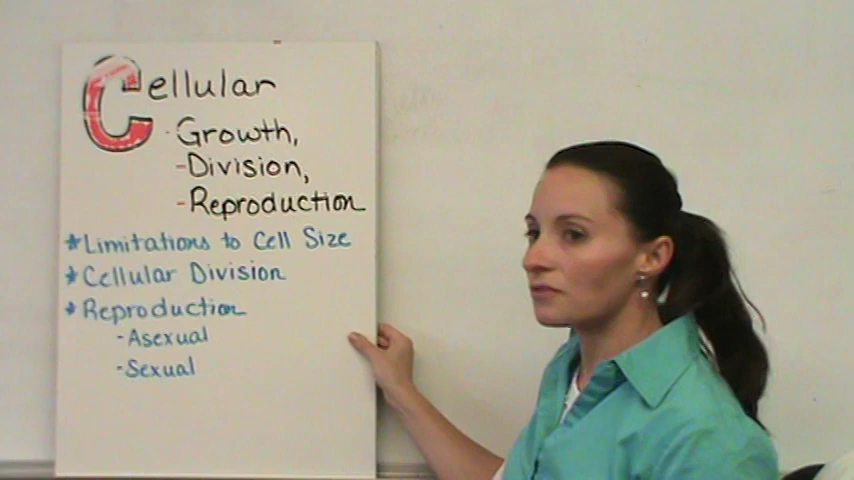 Cellular
- Growth,
- Division,
- Reproduction
* Limitations to Cell Size
* Cellular Division
* Reproduction
- Asexual
- Sexual